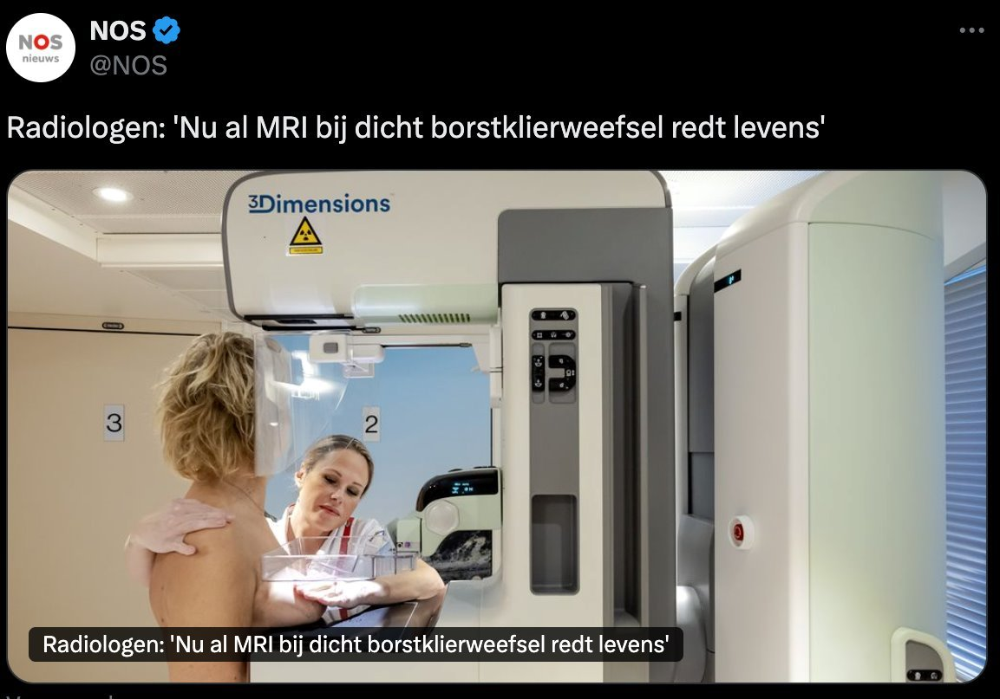 NOS
nieuws
NOS
@NOS
Radiologen: 'Nu al MRI bij dicht borstklierweefsel redt levens'
3Dimensions
3
2
Radiologen: 'Nu al MRI bij dicht borstklierweefsel redt levens'